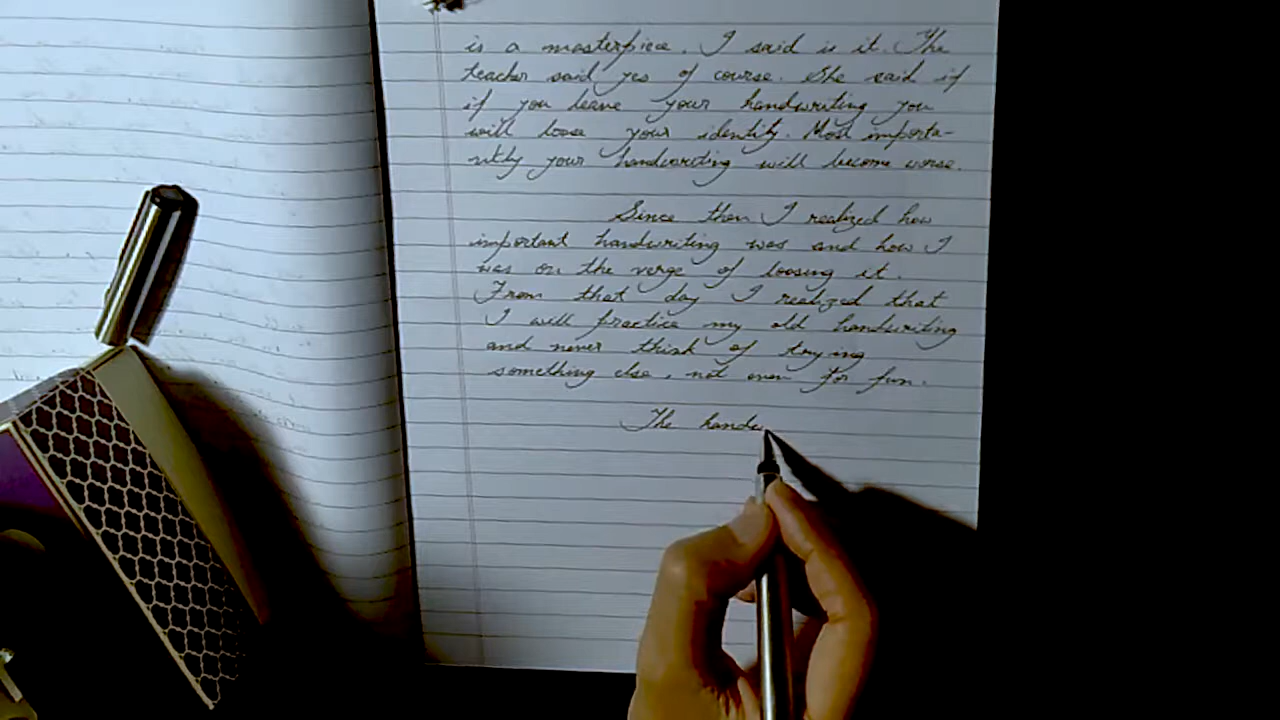 is a masterpiece. I said is it. The
teacher said yes of course. She said if
if you leave your handwriting you
will loose your identity. Most importa-
ntly your handwriting will become worse.
Since then I realized how
important handwriting was and how I
was on the verge of loosing it.
From that day I realized that
I will practice my old handwriting
and never think of trying
something else, not even for fun.
The handw